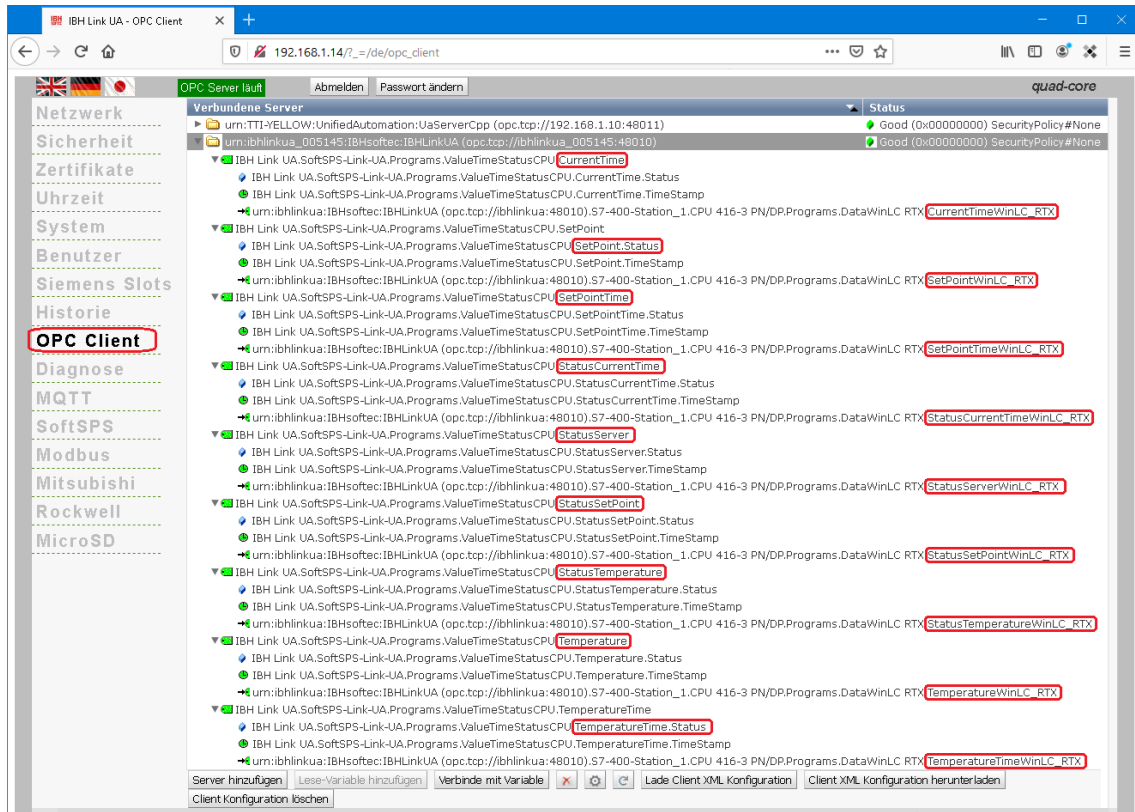 IBH Link UA - OPC Client
192.168.1.14/?_=/de/opc_client
OPC Server läuft Abmelden Passwort ändern quad-core
Netzwerk
Sicherheit
Zertifikate
Uhrzeit
System
Benutzer
Siemens Slots
Historie
OPC Client
Diagnose
MQTT
SoftSPS
Modbus
Mitsubishi
Rockwell
MicroSD
Verbundene Server Status
urn:TTI-YELLOW:UnifiedAutomation:UaServerCpp (opc.tcp://192.168.1.10:48011) Good (0x00000000) SecurityPolicy#None
urn:ibhlinkua_005145:IBHsoftec:IBHLinkUA (opc.tcp://ibhlinkua_005145:48010) Good (0x00000000) SecurityPolicy#None
IBH Link UA.SoftSPS-Link-UA.Programs.ValueTimeStatusCPU.CurrentTime
IBH Link UA.SoftSPS-Link-UA.Programs.ValueTimeStatusCPU.CurrentTime.Status
IBH Link UA.SoftSPS-Link-UA.Programs.ValueTimeStatusCPU.CurrentTime.TimeStamp
urn:ibhlinkua:IBHsoftec:IBHLinkUA (opc.tcp://ibhlinkua:48010).S7-400-Station_1.CPU 416-3 PN/DP.Programs.DataWinLC RTX.CurrentTimeWinLC_RTX
IBH Link UA.SoftSPS-Link-UA.Programs.ValueTimeStatusCPU.SetPoint
IBH Link UA.SoftSPS-Link-UA.Programs.ValueTimeStatusCPU.SetPoint.Status
IBH Link UA.SoftSPS-Link-UA.Programs.ValueTimeStatusCPU.SetPoint.TimeStamp
urn:ibhlinkua:IBHsoftec:IBHLinkUA (opc.tcp://ibhlinkua:48010).S7-400-Station_1.CPU 416-3 PN/DP.Programs.DataWinLC RTX.SetPointWinLC_RTX
IBH Link UA.SoftSPS-Link-UA.Programs.ValueTimeStatusCPU.SetPointTime
IBH Link UA.SoftSPS-Link-UA.Programs.ValueTimeStatusCPU.SetPointTime.Status
IBH Link UA.SoftSPS-Link-UA.Programs.ValueTimeStatusCPU.SetPointTime.TimeStamp
urn:ibhlinkua:IBHsoftec:IBHLinkUA (opc.tcp://ibhlinkua:48010).S7-400-Station_1.CPU 416-3 PN/DP.Programs.DataWinLC RTX.SetPointTimeWinLC_RTX
IBH Link UA.SoftSPS-Link-UA.Programs.ValueTimeStatusCPU.StatusCurrentTime
IBH Link UA.SoftSPS-Link-UA.Programs.ValueTimeStatusCPU.StatusCurrentTime.Status
IBH Link UA.SoftSPS-Link-UA.Programs.ValueTimeStatusCPU.StatusCurrentTime.TimeStamp
urn:ibhlinkua:IBHsoftec:IBHLinkUA (opc.tcp://ibhlinkua:48010).S7-400-Station_1.CPU 416-3 PN/DP.Programs.DataWinLC RTX.StatusCurrentTimeWinLC_RTX
IBH Link UA.SoftSPS-Link-UA.Programs.ValueTimeStatusCPU.StatusServer
IBH Link UA.SoftSPS-Link-UA.Programs.ValueTimeStatusCPU.StatusServer.Status
IBH Link UA.SoftSPS-Link-UA.Programs.ValueTimeStatusCPU.StatusServer.TimeStamp
urn:ibhlinkua:IBHsoftec:IBHLinkUA (opc.tcp://ibhlinkua:48010).S7-400-Station_1.CPU 416-3 PN/DP.Programs.DataWinLC RTX.StatusServerWinLC_RTX
IBH Link UA.SoftSPS-Link-UA.Programs.ValueTimeStatusCPU.StatusSetPoint
IBH Link UA.SoftSPS-Link-UA.Programs.ValueTimeStatusCPU.StatusSetPoint.Status
IBH Link UA.SoftSPS-Link-UA.Programs.ValueTimeStatusCPU.StatusSetPoint.TimeStamp
urn:ibhlinkua:IBHsoftec:IBHLinkUA (opc.tcp://ibhlinkua:48010).S7-400-Station_1.CPU 416-3 PN/DP.Programs.DataWinLC RTX.StatusSetPointWinLC_RTX
IBH Link UA.SoftSPS-Link-UA.Programs.ValueTimeStatusCPU.StatusTemperature
IBH Link UA.SoftSPS-Link-UA.Programs.ValueTimeStatusCPU.StatusTemperature.Status
IBH Link UA.SoftSPS-Link-UA.Programs.ValueTimeStatusCPU.StatusTemperature.TimeStamp
urn:ibhlinkua:IBHsoftec:IBHLinkUA (opc.tcp://ibhlinkua:48010).S7-400-Station_1.CPU 416-3 PN/DP.Programs.DataWinLC RTX.StatusTemperatureWinLC_RTX
IBH Link UA.SoftSPS-Link-UA.Programs.ValueTimeStatusCPU.Temperature
IBH Link UA.SoftSPS-Link-UA.Programs.ValueTimeStatusCPU.Temperature.Status
IBH Link UA.SoftSPS-Link-UA.Programs.ValueTimeStatusCPU.Temperature.TimeStamp
urn:ibhlinkua:IBHsoftec:IBHLinkUA (opc.tcp://ibhlinkua:48010).S7-400-Station_1.CPU 416-3 PN/DP.Programs.DataWinLC RTX.TemperatureWinLC_RTX
IBH Link UA.SoftSPS-Link-UA.Programs.ValueTimeStatusCPU.TemperatureTime
IBH Link UA.SoftSPS-Link-UA.Programs.ValueTimeStatusCPU.TemperatureTime.Status
IBH Link UA.SoftSPS-Link-UA.Programs.ValueTimeStatusCPU.TemperatureTime.TimeStamp
urn:ibhlinkua:IBHsoftec:IBHLinkUA (opc.tcp://ibhlinkua:48010).S7-400-Station_1.CPU 416-3 PN/DP.Programs.DataWinLC RTX.TemperatureTimeWinLC_RTX
Server hinzufügen Lese-Variable hinzufügen Verbinde mit Variable Lade Client XML Konfiguration Client XML Konfiguration herunterladen
Client Konfiguration löschen